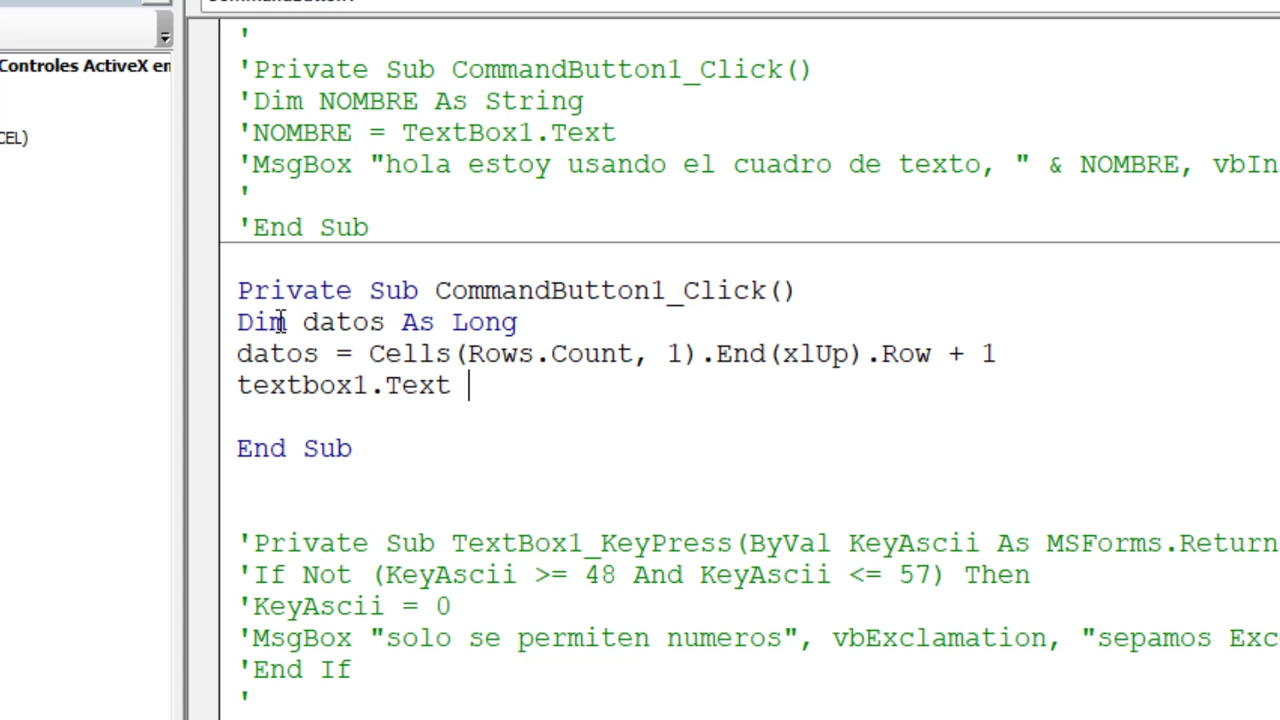 Controles ActiveX en
CEL)
'
'Private Sub CommandButton1_Click()
'Dim NOMBRE As String
'NOMBRE = TextBox1.Text
'MsgBox "hola estoy usando el cuadro de texto, " & NOMBRE, vbIn
'
'End Sub
Private Sub CommandButton1_Click()
Dim datos As Long
datos = Cells(Rows.Count, 1).End(xlUp).Row + 1
textbox1.Text
End Sub
'Private Sub TextBox1_KeyPress(ByVal KeyAscii As MSForms.Return
'If Not (KeyAscii >= 48 And KeyAscii <= 57) Then
'KeyAscii = 0
'MsgBox "solo se permiten numeros", vbExclamation, "sepamos Exc
'End If
'